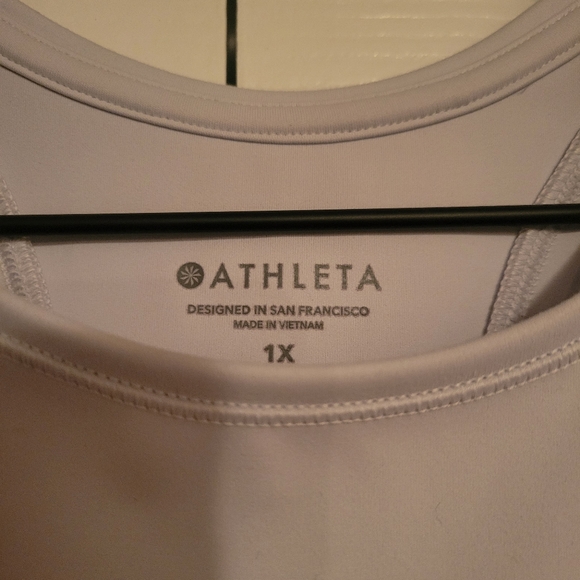 ATHLETA
DESIGNED IN SAN FRANCISCO
MADE IN VIETNAM
1X